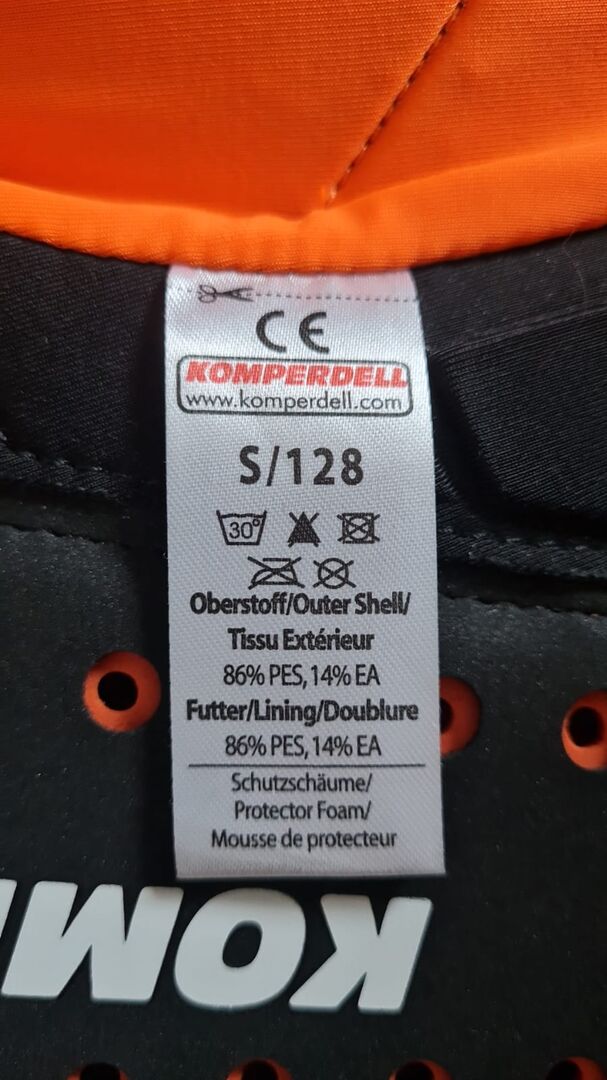 CE
KOMPERDELL
www.komperdell.com
S/128
30°
Oberstoff/Outer Shell/
Tissu Extérieur
86% PES, 14% EA
Futter/Lining/Doublure
86% PES, 14% EA
Schutzschäume/
Protector Foam/
Mousse de protecteur
KOM